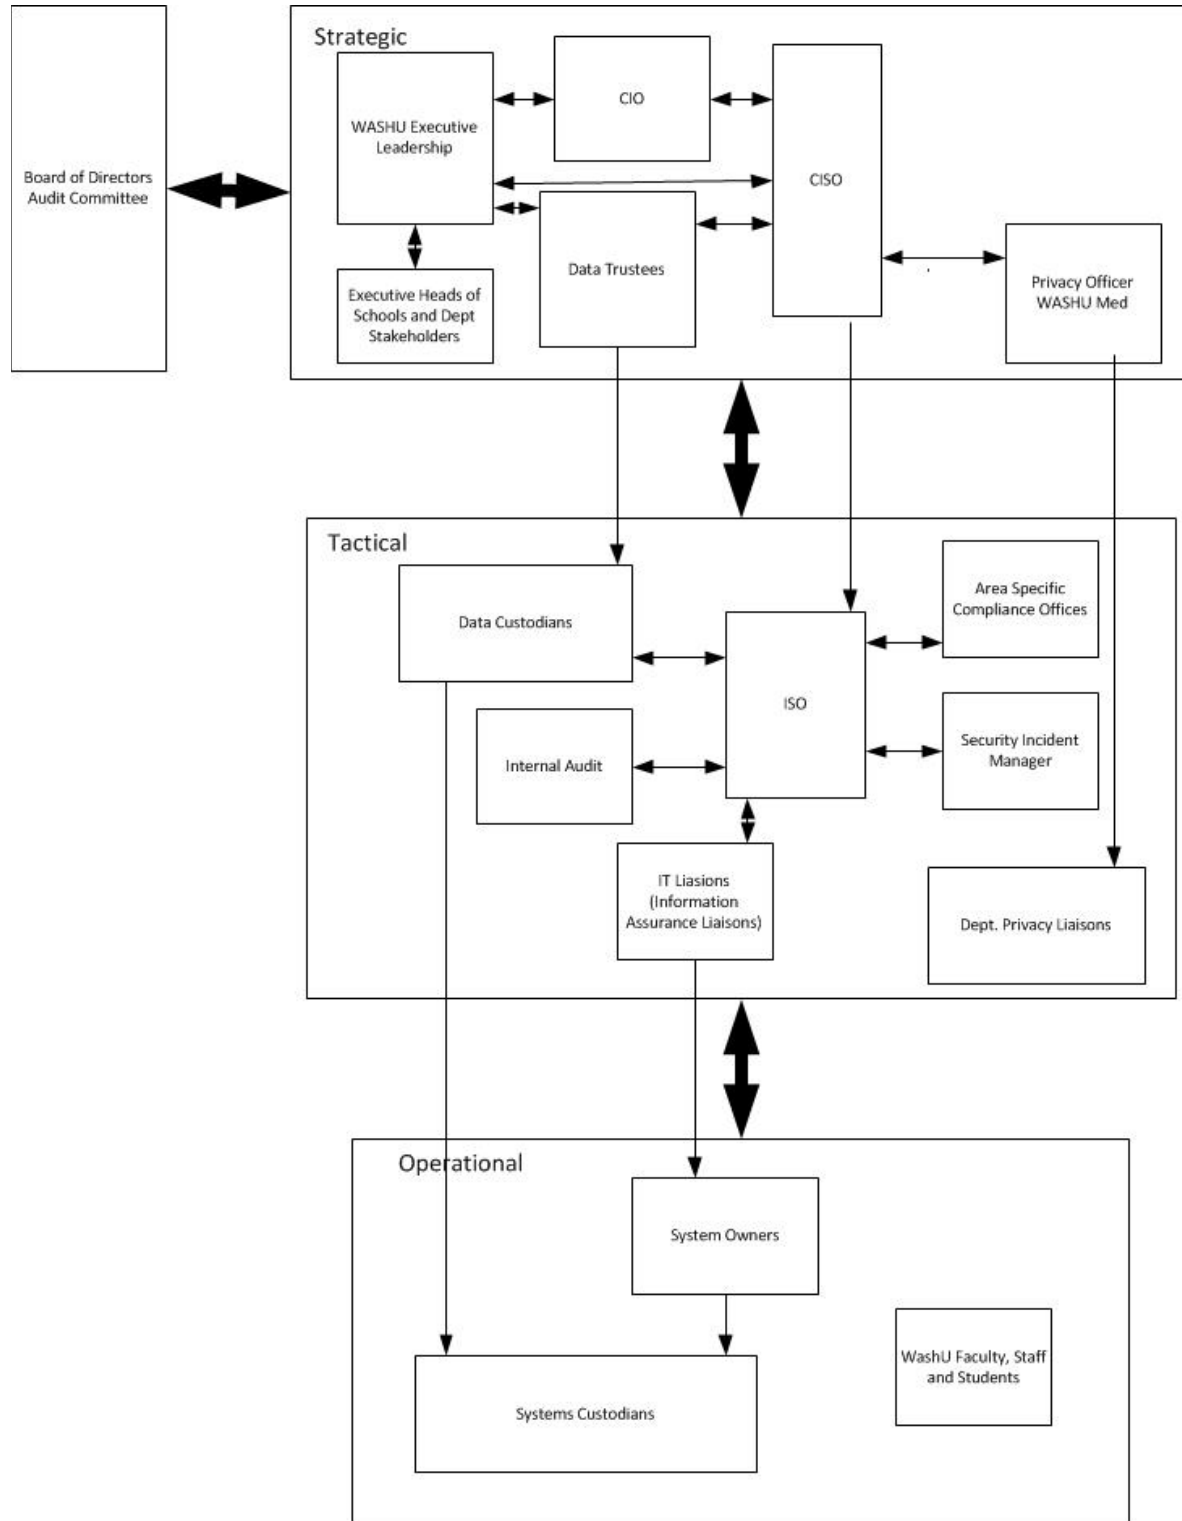 Board of Directors
Audit Committee
Strategic
WASHU Executive
Leadership
CIO
CISO
Data Trustees
Executive Heads of
Schools and Dept
Stakeholders
Privacy Officer
WASHU Med
Tactical
Data Custodians
Internal Audit
ISO
Area Specific
Compliance Offices
Security Incident
Manager
IT Liasions
(Information
Assurance Liaisons)
Dept. Privacy Liaisons
Operational
System Owners
Systems Custodians
WashU Faculty, Staff
and Students